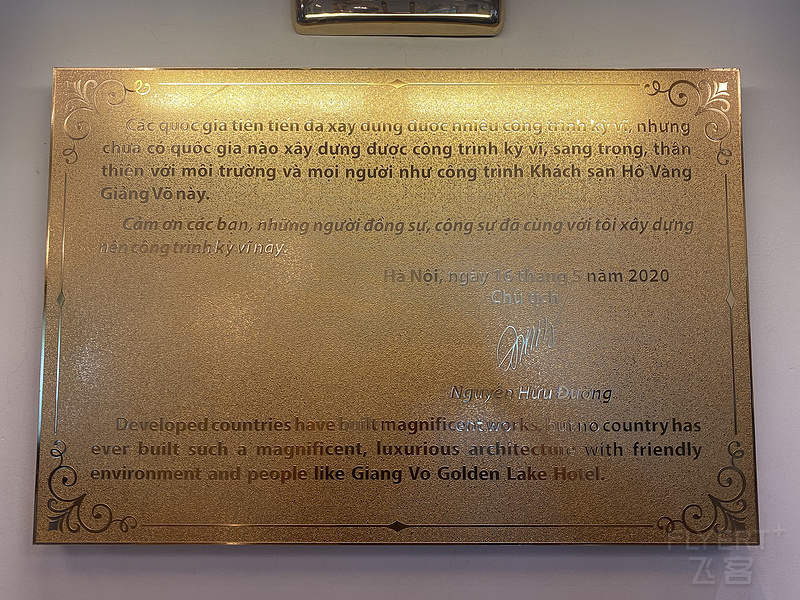 Các quốc gia tiên tiến đã xây dựng được nhiều công trình kỳ vĩ, nhưng
chưa có quốc gia nào xây dựng được công trình kỳ vĩ, sang trọng, thân
thiện với môi trường và mọi người như công trình Khách sạn Hồ Vàng
Giảng Võ này.
Cảm ơn các bạn, những người đồng sự, cộng sự đã cùng với tôi xây dựng
nên công trình kỳ vĩ này.
Hà Nội, ngày 16 tháng 5 năm 2020
Chủ tịch
Nguyễn Hữu Đường
Developed countries have built magnificent works, but no country has
ever built such a magnificent, luxurious architecture with friendly
environment and people like Giang Vo Golden Lake Hotel.
FLYERT+
飞客